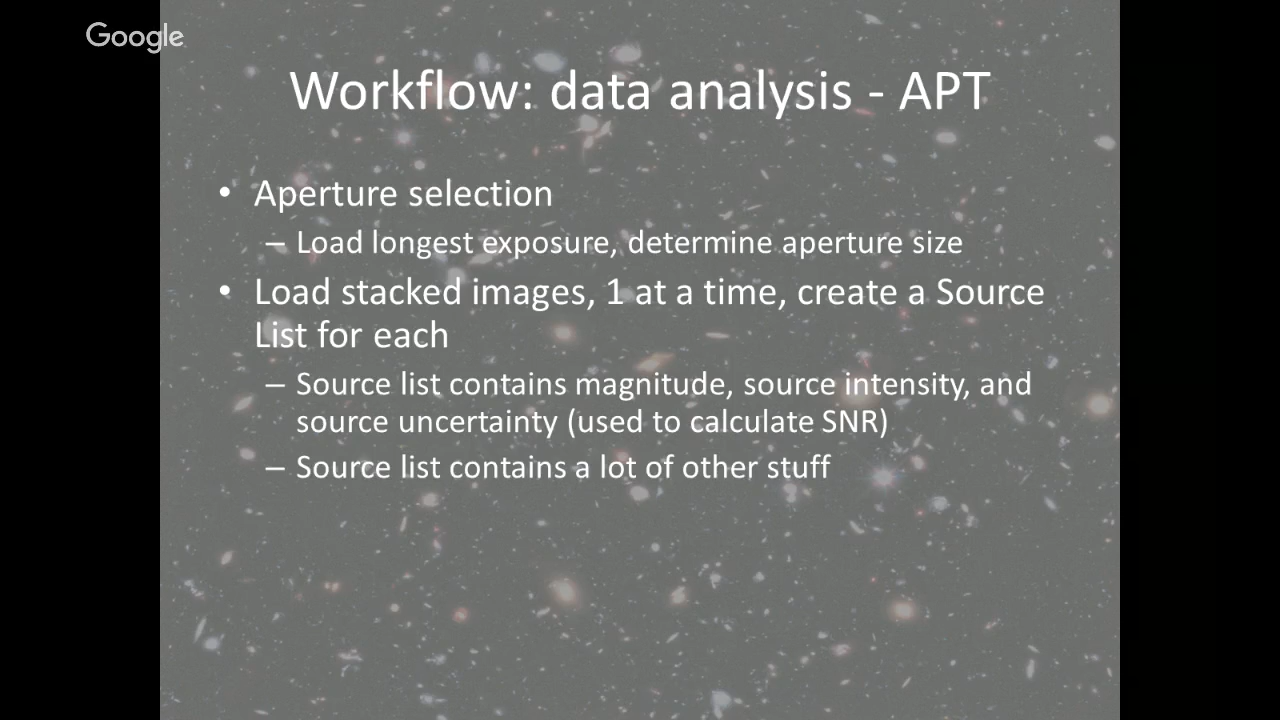 Google
Workflow: data analysis - APT
• Aperture selection
– Load longest exposure, determine aperture size
• Load stacked images, 1 at a time, create a Source
List for each
– Source list contains magnitude, source intensity, and
source uncertainty (used to calculate SNR)
– Source list contains a lot of other stuff